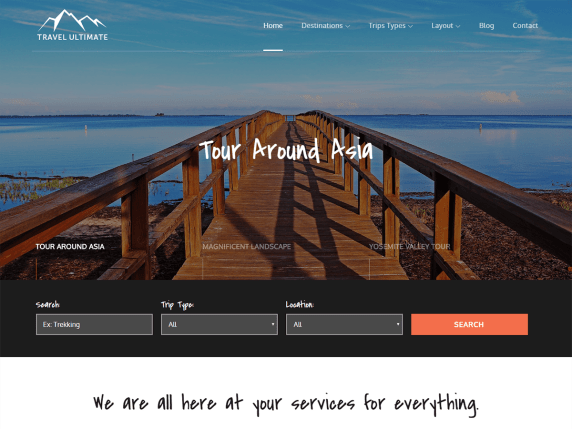 TRAVEL ULTIMATE
Home Destinations Trips Types Layout Blog Contact
Tour Around Asia
TOUR AROUND ASIA MAGNIFICENT LANDSCAPE YOSEMITE VALLEY TOUR
Search: Trip Type: Location:
Ex: Trekking All All SEARCH
We are all here at your services for everything.